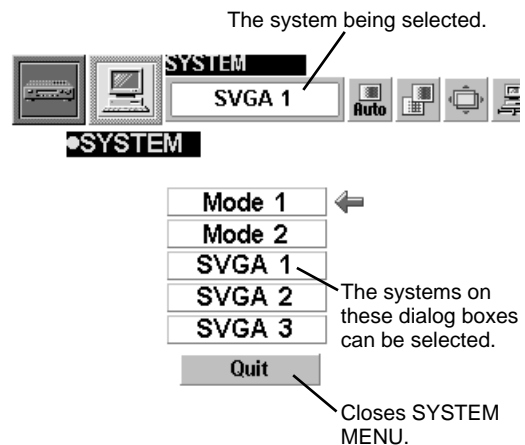 The system being selected.
SYSTEM
SVGA 1
Auto
●SYSTEM
Mode 1
Mode 2
SVGA 1
SVGA 2
SVGA 3
The systems on
these dialog boxes
can be selected.
Quit
Closes SYSTEM
MENU.